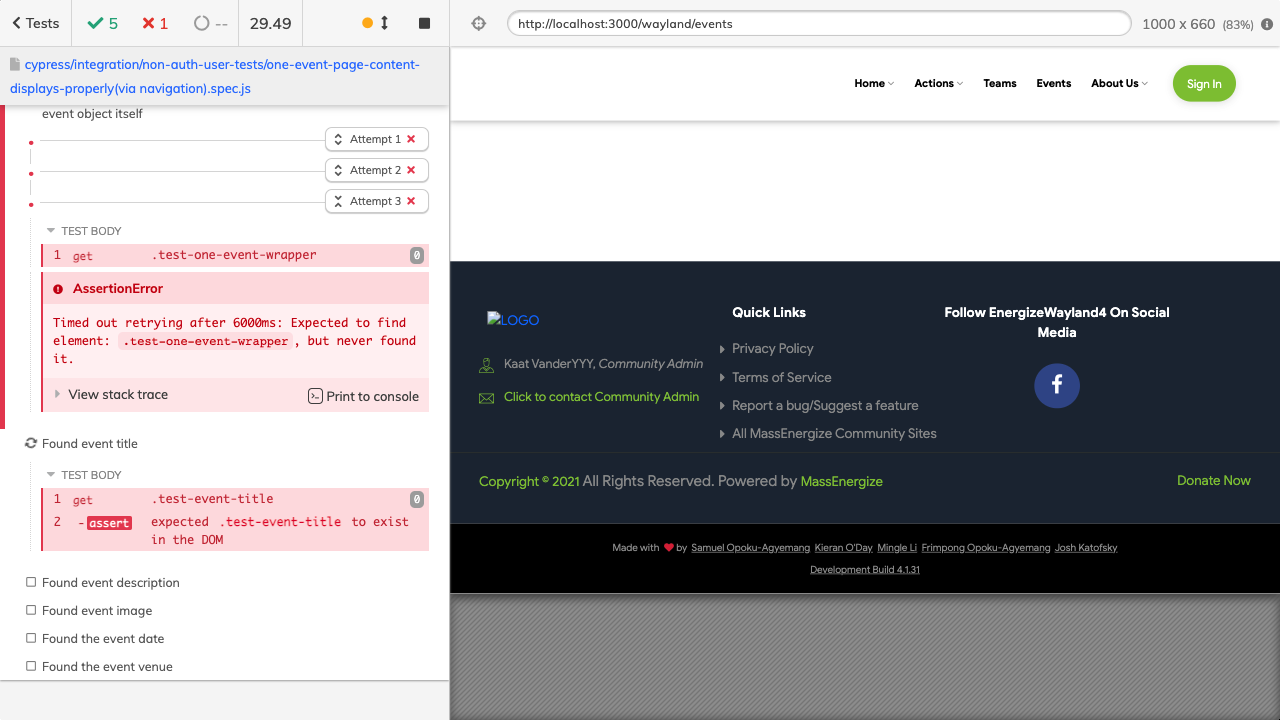 Tests
5
1
--
29.49
http://localhost:3000/wayland/events
1000 x 660 (83%)
cypress/integration/non-auth-user-tests/one-event-page-content-
displays-properly(via navigation).spec.js
Home
Actions
Teams
Events
About Us
Sign In
event object itself
Attempt 1
Attempt 2
Attempt 3
TEST BODY
1 get .test-one-event-wrapper 0
AssertionError
Timed out retrying after 6000ms: Expected to find
element: .test-one-event-wrapper, but never found
it.
View stack trace
Print to console
Found event title
TEST BODY
1 get .test-event-title 0
2 -assert expected .test-event-title to exist
in the DOM
Found event description
Found event image
Found the event date
Found the event venue
LOGO
Kaat VanderYYY, Community Admin
Click to contact Community Admin
Quick Links
Privacy Policy
Terms of Service
Report a bug/Suggest a feature
All MassEnergize Community Sites
Follow EnergizeWayland4 On Social
Media
Copyright © 2021 All Rights Reserved. Powered by MassEnergize
Donate Now
Made with by Samuel Opoku-Agyemang Kieran O'Day Mingle Li Frimpong Opoku-Agyemang Josh Katofsky
Development Build 4.1.31